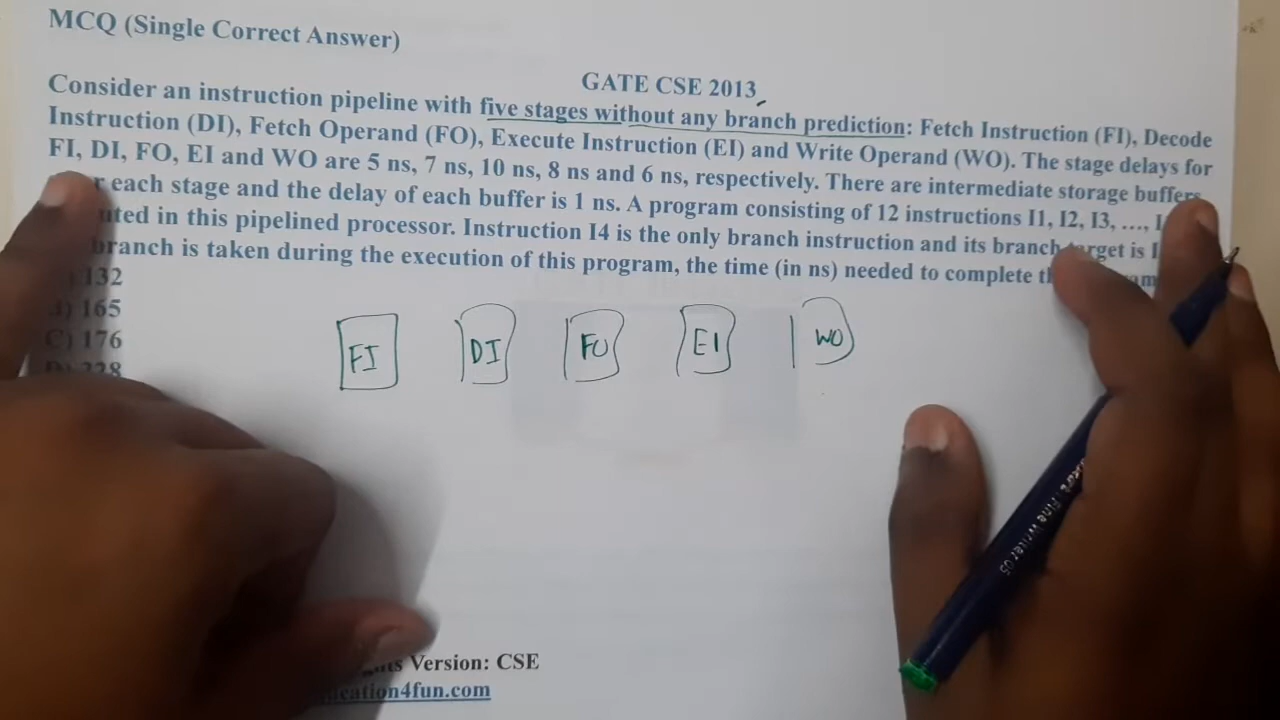 MCQ (Single Correct Answer)
GATE CSE 2013
Consider an instruction pipeline with five stages without any branch prediction: Fetch Instruction (FI), Decode
Instruction (DI), Fetch Operand (FO), Execute Instruction (EI) and Write Operand (WO). The stage delays for
FI, DI, FO, EI and WO are 5 ns, 7 ns, 10 ns, 8 ns and 6 ns, respectively. There are intermediate storage buffers
each stage and the delay of each buffer is 1 ns. A program consisting of 12 instructions I1, I2, I3, …,
in this pipelined processor. Instruction I4 is the only branch instruction and its branch target is
branch is taken during the execution of this program, the time (in ns) needed to complete
132
165
C) 176
D) 228
FI DI FO EI WO
Fine Writer 05
Version: CSE